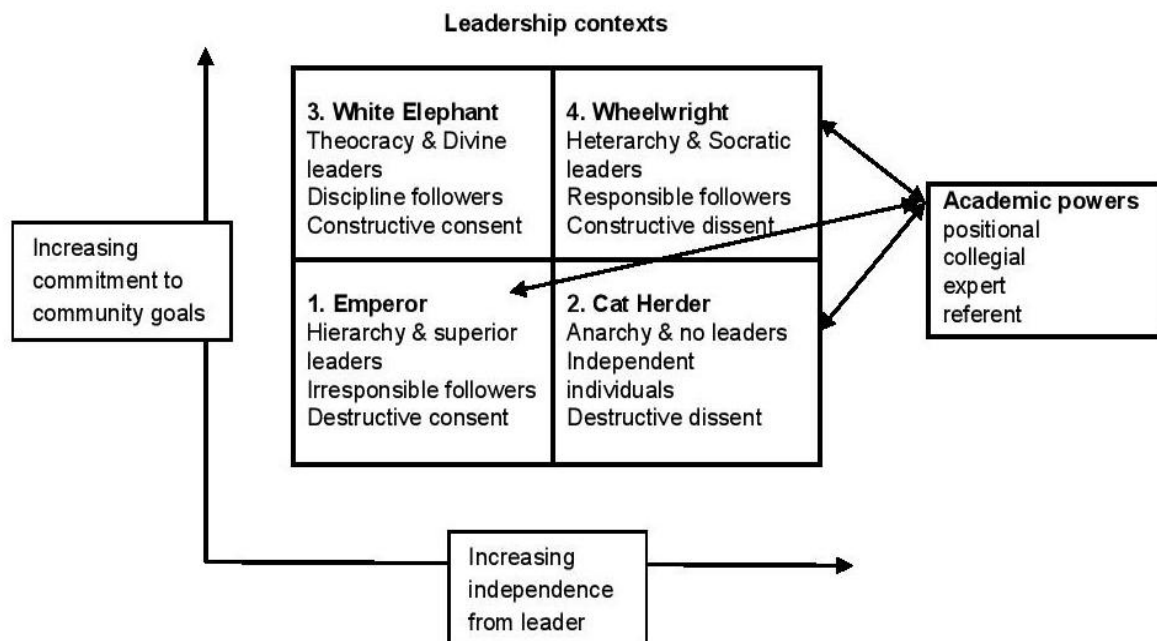 Leadership contexts
3. White Elephant
Theocracy & Divine
leaders
Discipline followers
Constructive consent
4. Wheelwright
Heterarchy & Socratic
leaders
Responsible followers
Constructive dissent
Academic powers
positional
collegial
expert
referent
Increasing
commitment to
community goals
1. Emperor
Hierarchy & superior
leaders
Irresponsible followers
Destructive consent
2. Cat Herder
Anarchy & no leaders
Independent
individuals
Destructive dissent
Increasing
independence
from leader